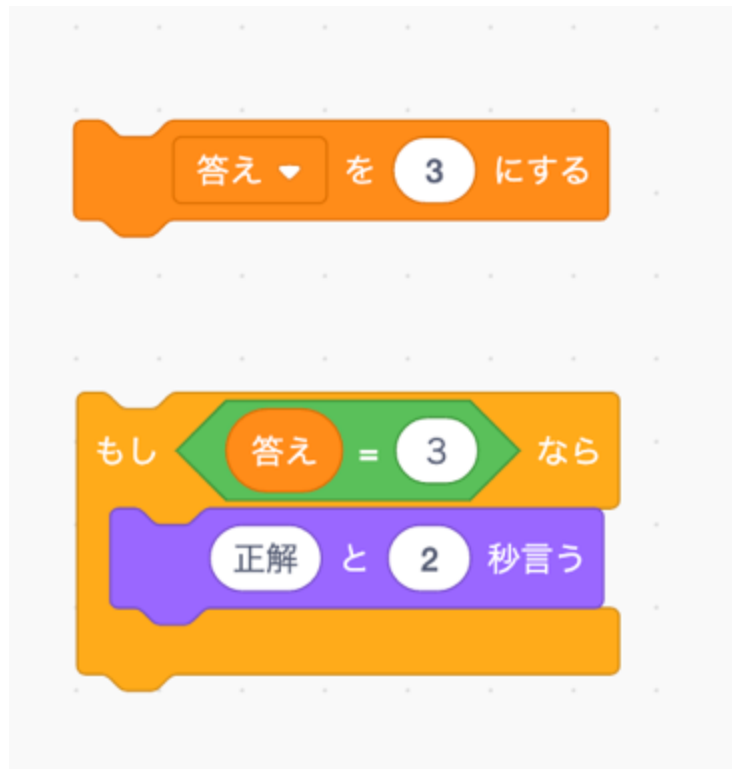 答え を 3 にする
もし 答え = 3 なら
正解 と 2 秒言う